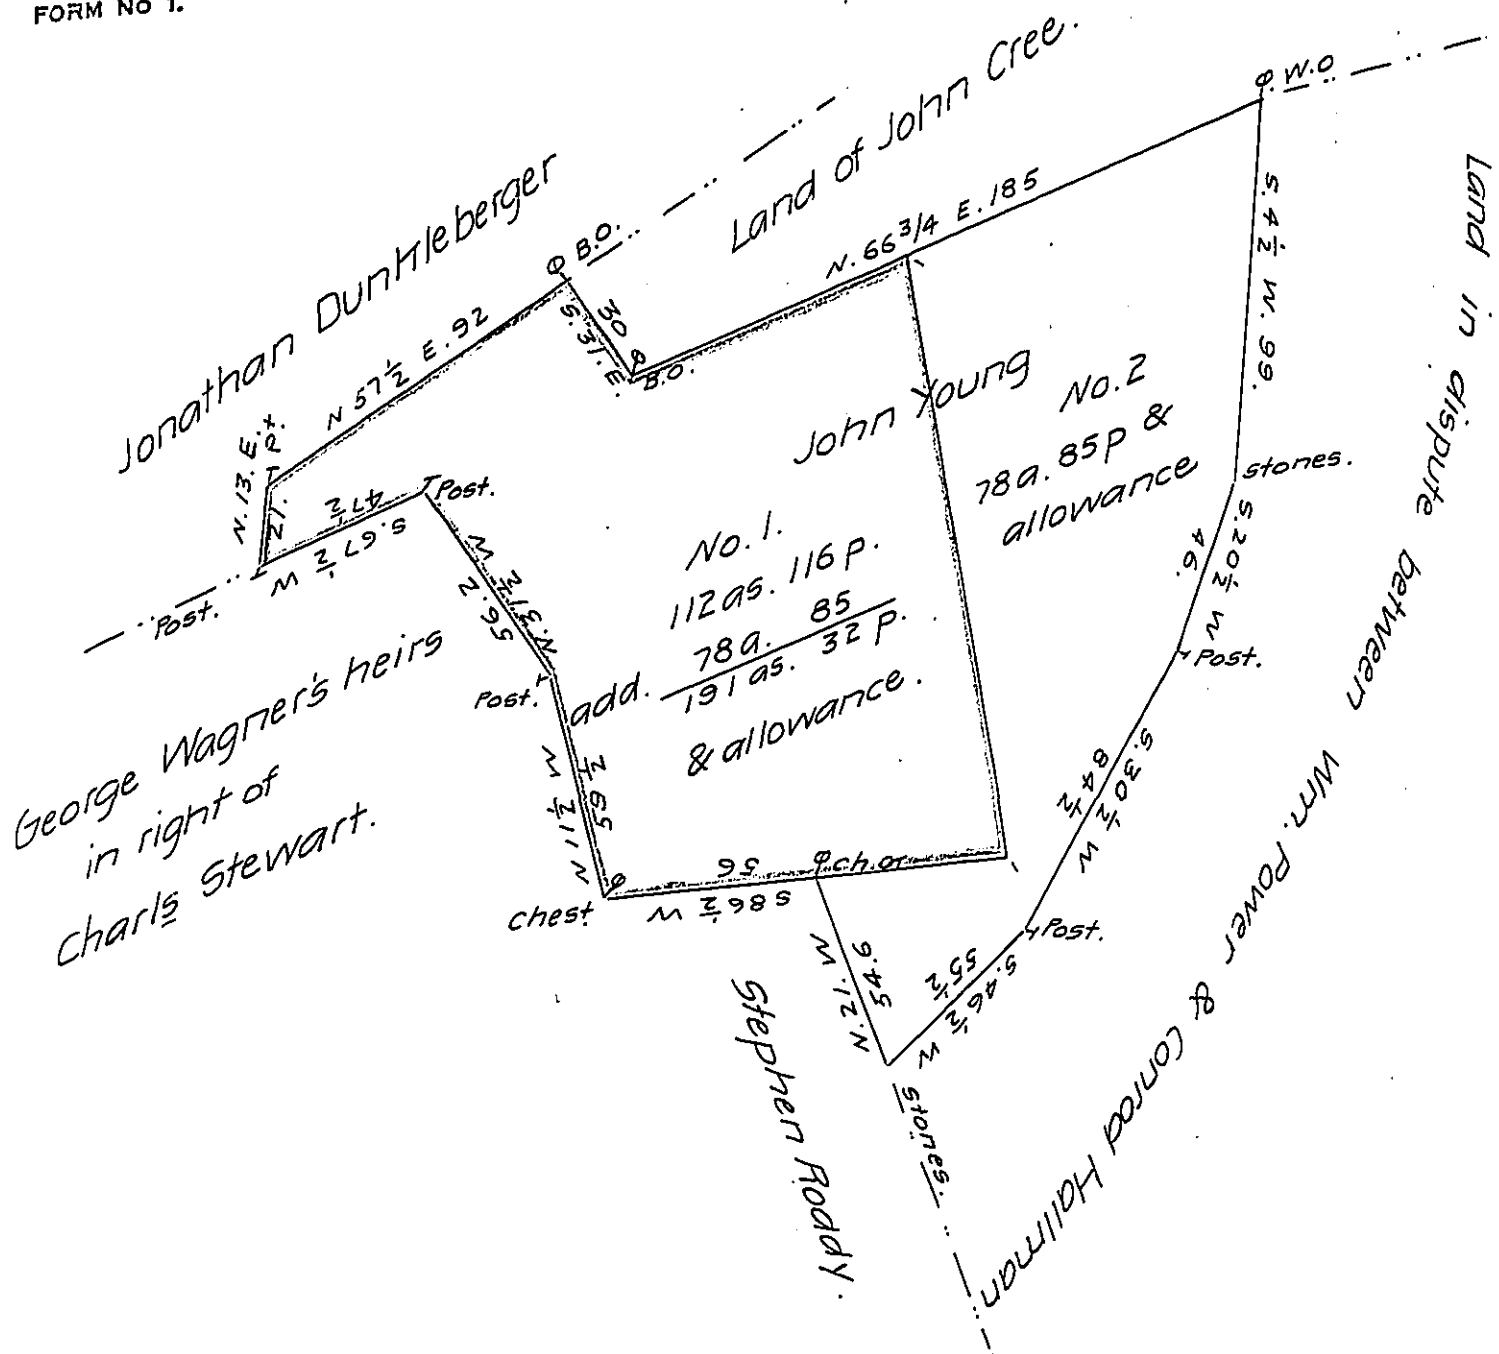 FORM NO 1.
Jonathan Dunkleberger
Land of John Cree.
B.O.
W.O
N 57 1/2 E. 92
30
S. 31. E.
B.O.
N. 66 3/4 E. 185
S. 4 1/2 W. 99.
stones.
S. 20 1/2 W
46.
Post.
S. 30 1/2 W
84 1/2
Post.
S. 46 1/2 W
55 1/2
stones.
N. 21. W
54.6
Ch. or
S 86 1/2 W
56
Chest.
N 11 1/2 W
59 1/2
Post.
N. 31 1/2 W
56.2
Post.
S. 67 1/2 W
47 1/2
Post.
N. 13. E.
21.
John Young
No. 1.
112 as. 116 p.
add. 78 a. 85
191 as. 32 p.
& allowance.
No. 2
78 a. 85 p &
allowance
George Wagner's heirs
in right of
Charls Stewart.
Stephen Roddy.
Land in dispute between Wm. Power & Conrod Hallman